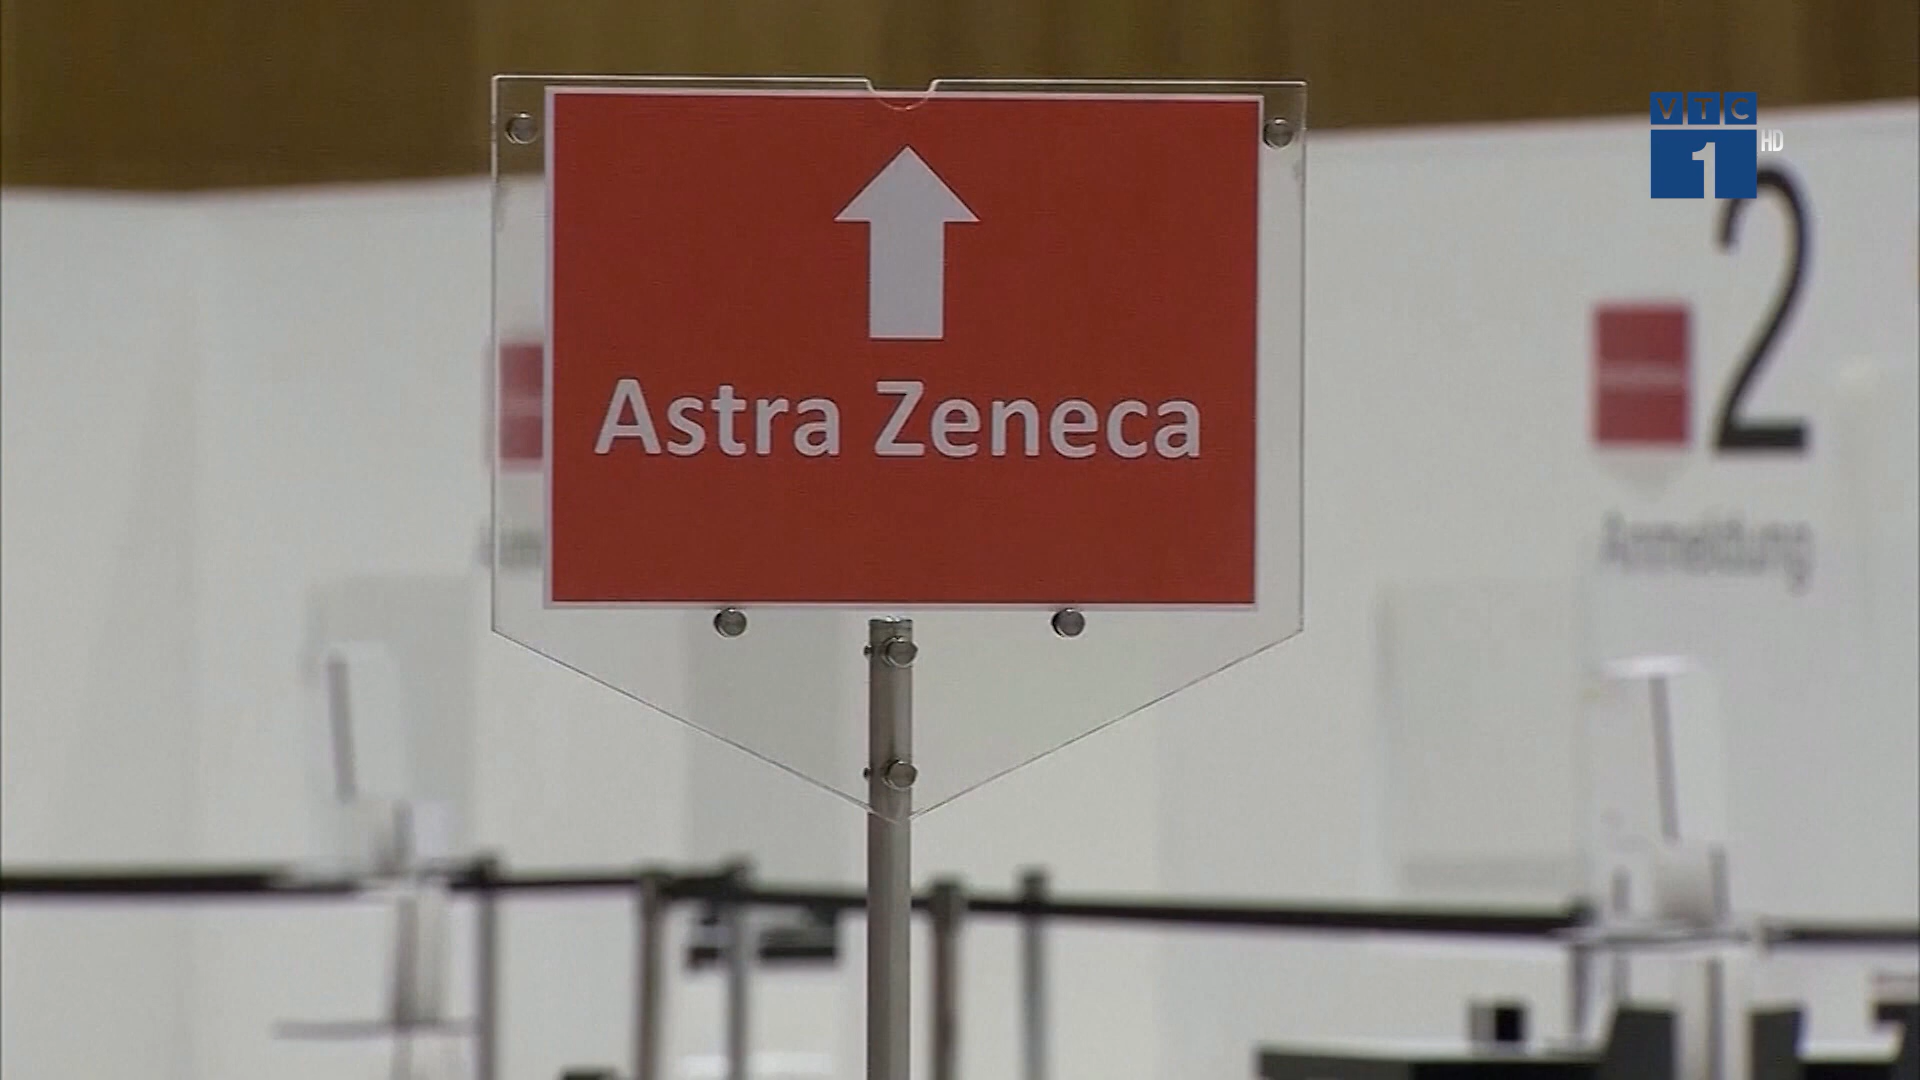 VTC
1 HD
2
Astra Zeneca
Anmeldung